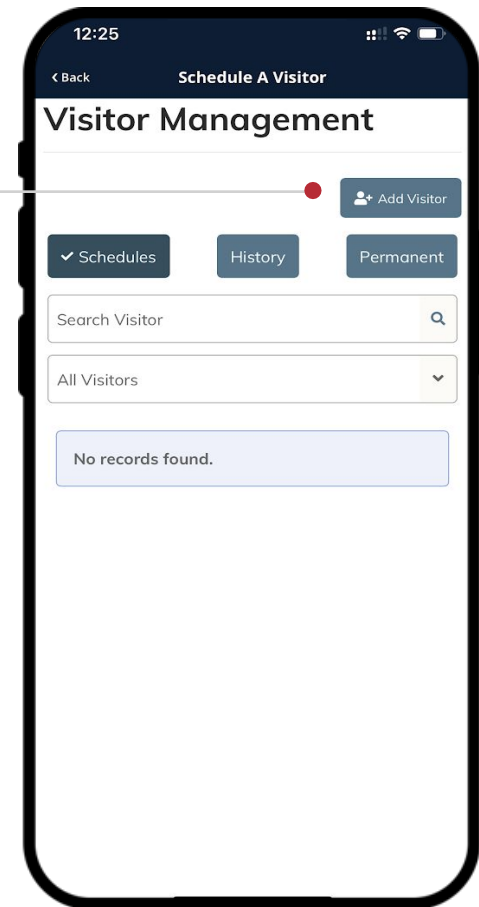 12:25
Back Schedule A Visitor
Visitor Management
Add Visitor
Schedules History Permanent
Search Visitor
All Visitors
No records found.